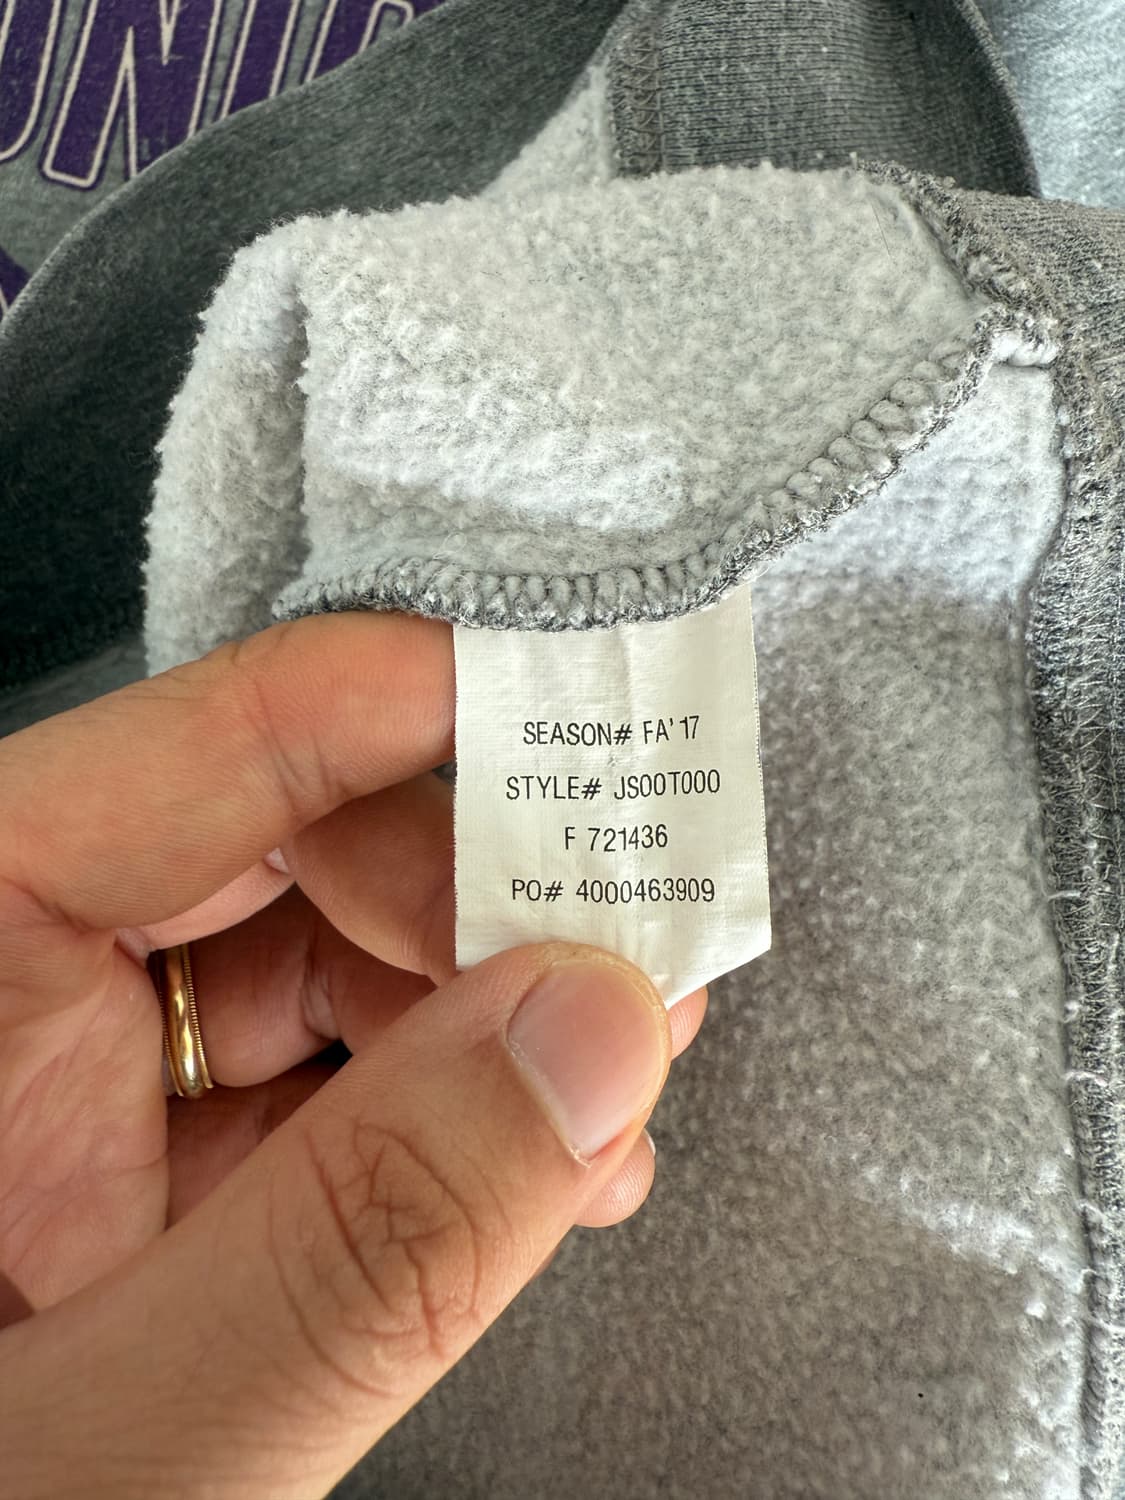 SEASON# FA'17
STYLE# JS00T000
F 721436
PO# 4000463909